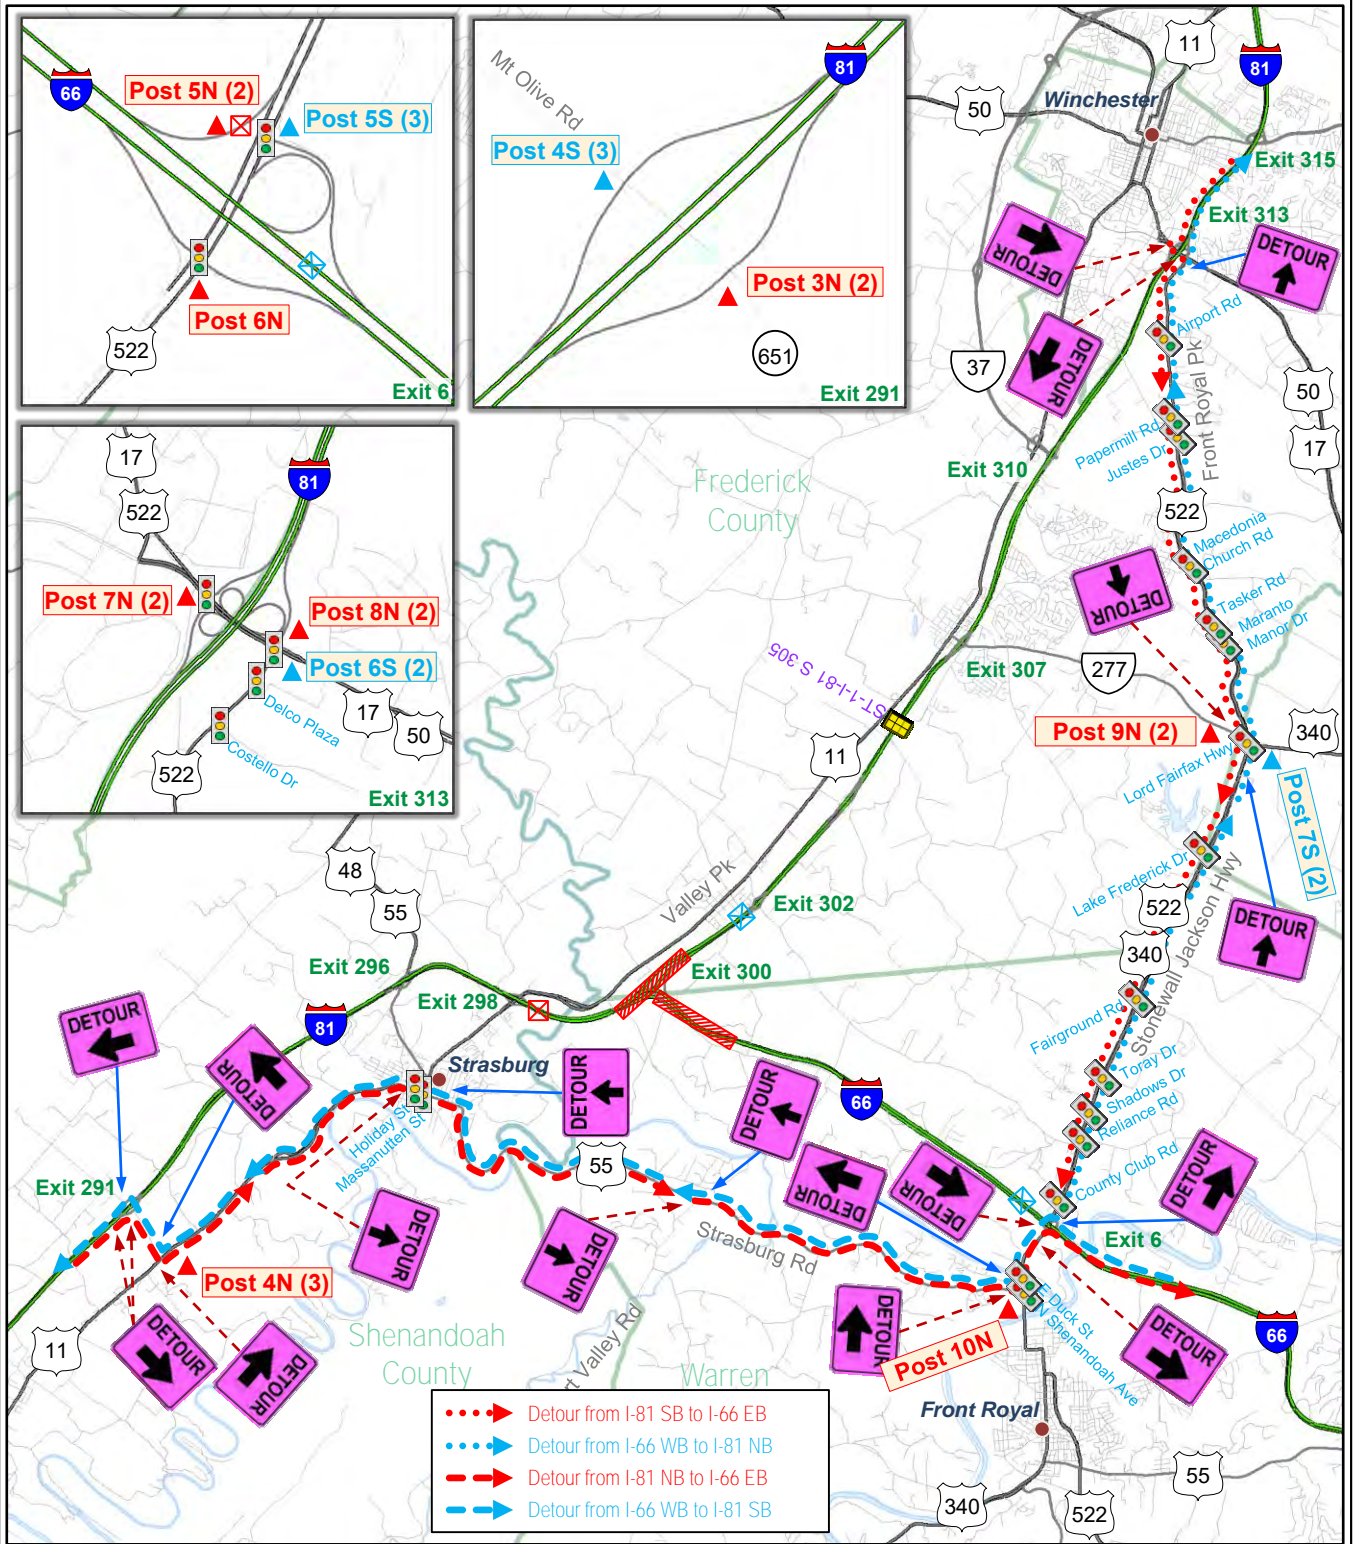 66
Post 5N (2)
Post 5S (3)
Post 6N
522
Exit 6
Mt Olive Rd
81
Post 4S (3)
Post 3N (2)
651
Exit 291
17
522
81
Post 7N (2)
Post 8N (2)
Post 6S (2)
Delco Plaza
17
50
Costello Dr
522
Exit 313
11
81
50
Winchester
Exit 315
Exit 313
DETOUR
DETOUR
Airport Rd
DETOUR
37
Front Royal Pk
50
17
Papermill Rd
Justes Dr
Exit 310
Frederick
County
522
Macedonia
Church Rd
DETOUR
Tasker Rd
Maranto
Manor Dr
Exit 307
277
ST-1-I-81 S 305
Post 9N (2)
340
Lord Fairfax Hwy
11
Post 7S (2)
Lake Frederick Dr
48
55
Valley Pk
Exit 302
522
Stonewall Jackson Hwy
DETOUR
340
Exit 296
Exit 300
Exit 298
Fairground Rd
81
DETOUR
DETOUR
Strasburg
DETOUR
DETOUR
66
Toray Dr
Shadows Dr
Reliance Rd
Holiday St
Massanutten St
55
County Club Rd
DETOUR
DETOUR
DETOUR
Exit 291
DETOUR
DETOUR
Strasburg Rd
Exit 6
Post 4N (3)
E Duck St
N Shenandoah Ave
DETOUR
DETOUR
66
11
DETOUR
DETOUR
Shenandoah
County
rt Valley Rd
Post 10N
Warren
Front Royal
Detour from I-81 SB to I-66 EB
Detour from I-66 WB to I-81 NB
Detour from I-81 NB to I-66 EB
Detour from I-66 WB to I-81 SB
55
340
522